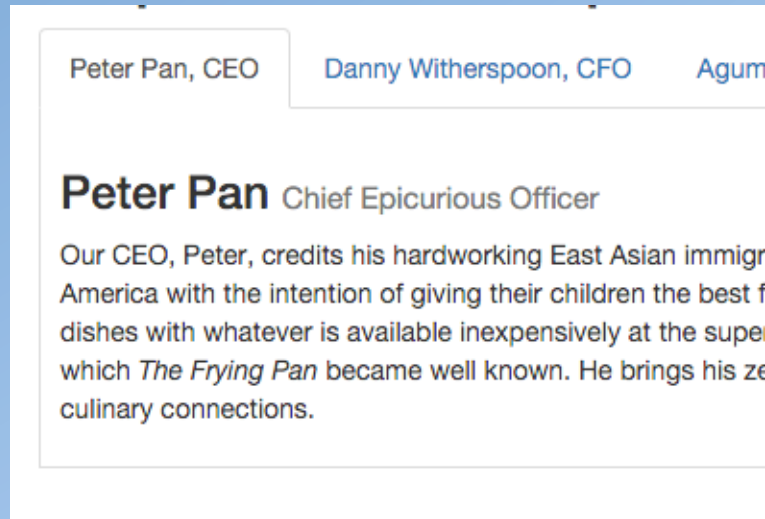 Peter Pan, CEO Danny Witherspoon, CFO Agum
Peter Pan Chief Epicurious Officer
Our CEO, Peter, credits his hardworking East Asian immigr
America with the intention of giving their children the best f
dishes with whatever is available inexpensively at the super
which The Frying Pan became well known. He brings his ze
culinary connections.